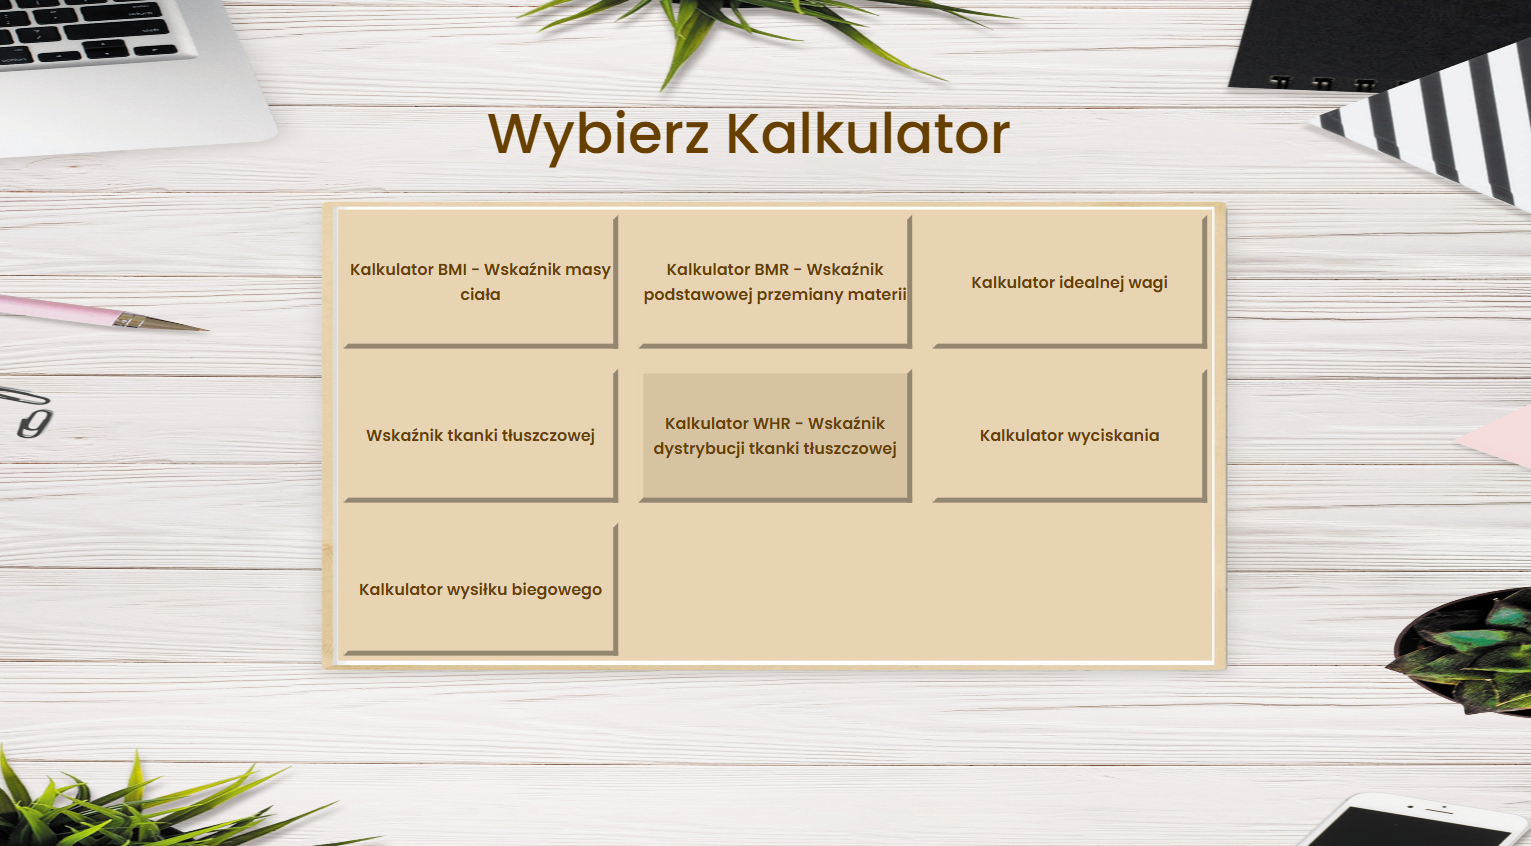 Wybierz Kalkulator
Kalkulator BMI - Wskaźnik masy
ciała
Kalkulator BMR - Wskaźnik
podstawowej przemiany materii
Kalkulator idealnej wagi
Wskaźnik tkanki tłuszczowej
Kalkulator WHR - Wskaźnik
dystrybucji tkanki tłuszczowej
Kalkulator wyciskania
Kalkulator wysiłku biegowego